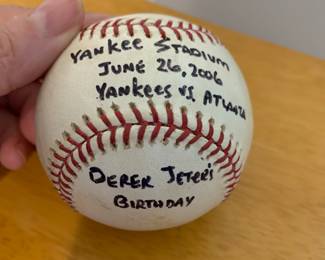 YANKEE STADIUM
JUNE 26, 2006
YANKEES VS. ATLANTA
DEREK JETER'S
BIRTHDAY